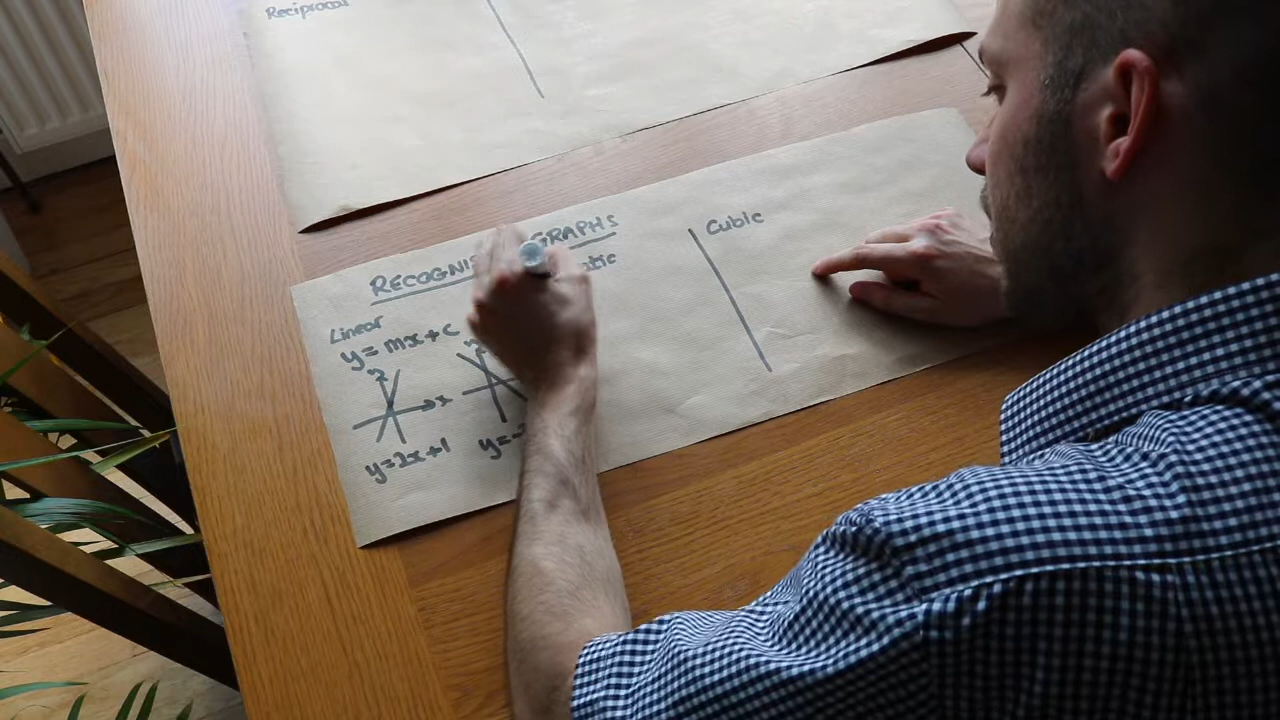 Reciprocal
RECOGNIS GRAPHS
Linear
y = mx + c
x
y=2x+1
y=-
Cubic